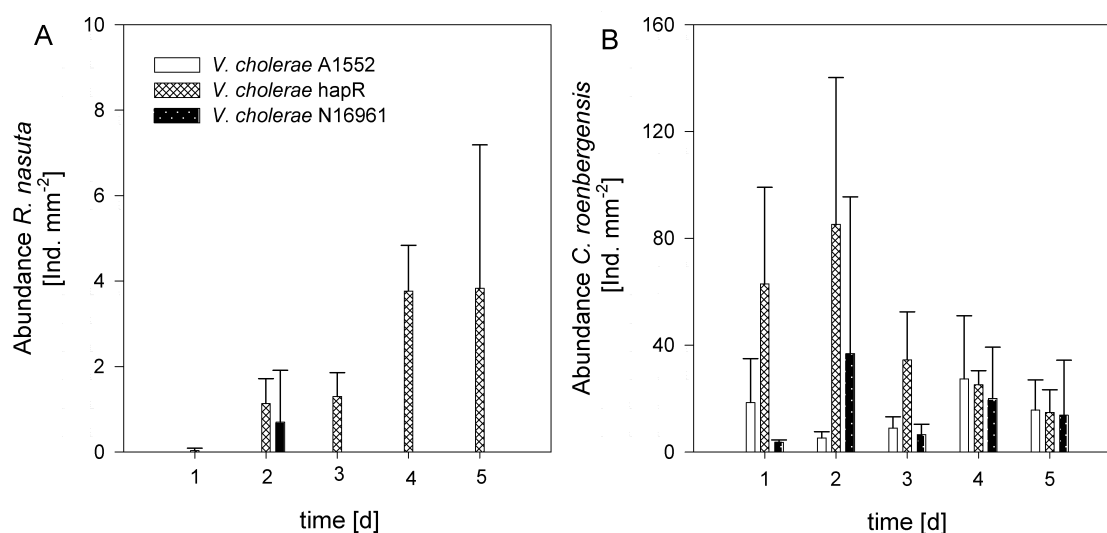 A
Abundance R. nasuta
[Ind. mm-2]
10
8
6
4
2
0
V. cholerae A1552
V. cholerae hapR
V. cholerae N16961
1 2 3 4 5
time [d]
B
Abundance C. roenbergensis
[Ind. mm-2]
160
120
80
40
0
1 2 3 4 5
time [d]